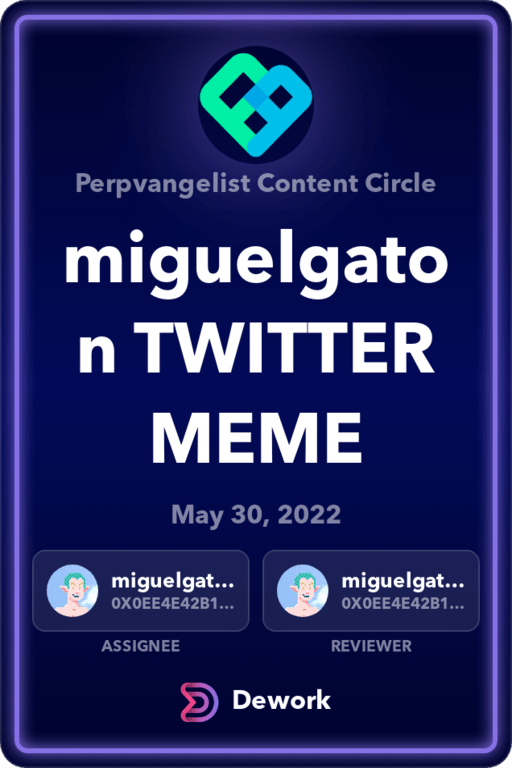 Perpvangelist Content Circle
miguelgato
n TWITTER
MEME
May 30, 2022
miguelgat...
0X0EE4E42B1...
miguelgat...
0X0EE4E42B1...
ASSIGNEE
REVIEWER
Dework